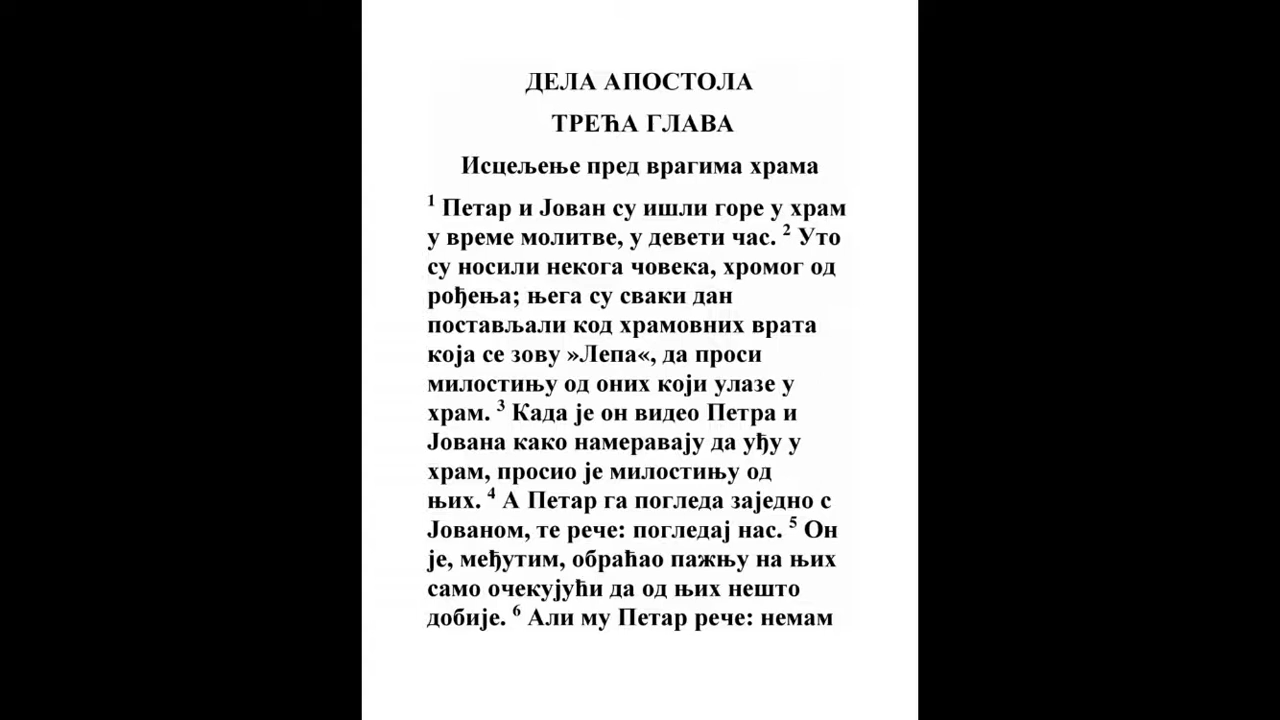 ДЕЛА АПОСТОЛА
ТРЕЋА ГЛАВА
Исцељење пред врагима храма
¹ Петар и Јован су ишли горе у храм
у време молитве, у девети час. ² Уто
су носили некога човека, хромог од
рођења; њега су сваки дан
постављали код храмовних врата
која се зову »Лепа«, да проси
милостињу од оних који улазе у
храм. ³ Када је он видео Петра и
Јована како намеравају да уђу у
храм, просио је милостињу од
њих. ⁴ А Петар га погледа заједно с
Јованом, те рече: погледај нас. ⁵ Он
је, међутим, обраћао пажњу на њих
само очекујући да од њих нешто
добије. ⁶ Али му Петар рече: немам